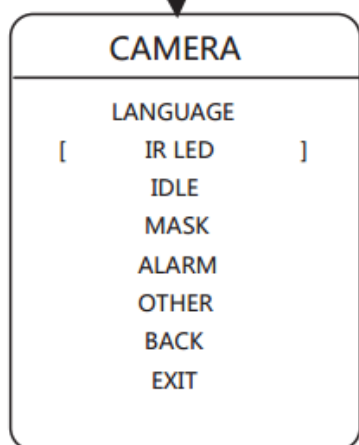 CAMERA
LANGUAGE
[ IR LED ]
IDLE
MASK
ALARM
OTHER
BACK
EXIT